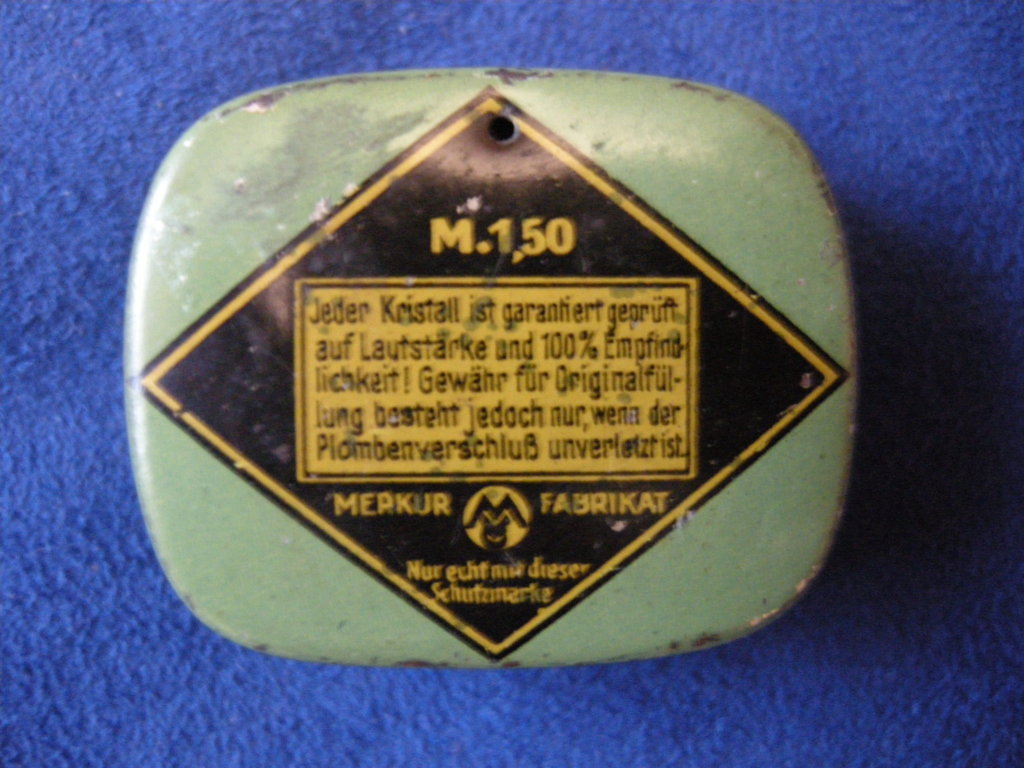 M.1,50
Jeder Kristall ist garantiert geprüft
auf Lautstärke und 100% Empfind-
lichkeit! Gewähr für Originalfül-
lung besteht jedoch nur, wenn der
Plombenverschluß unverletzt ist.
MERKUR M FABRIKAT
Nur echt mit dieser
Schutzmarke